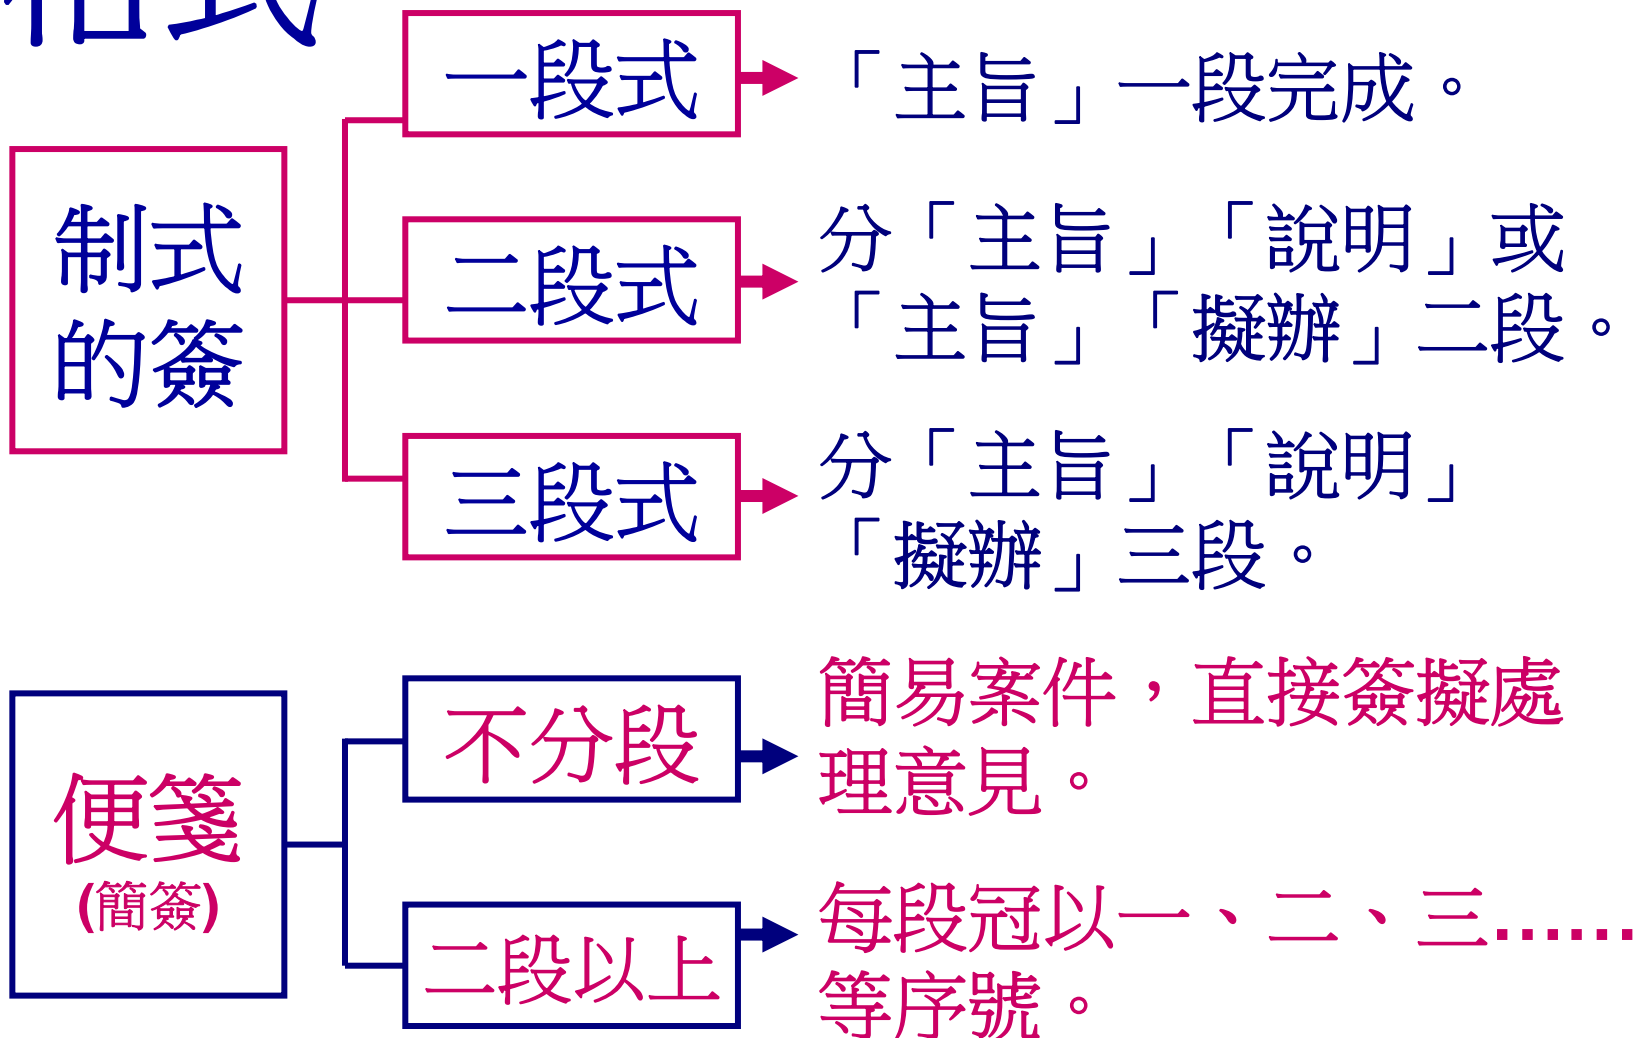 格式
一段式
「主旨」一段完成。
制式
的簽
二段式
分「主旨」「說明」或
「主旨」「擬辦」二段。
三段式
分「主旨」「說明」
「擬辦」三段。
便箋
(簡簽)
不分段
簡易案件，直接簽擬處
理意見。
二段以上
每段冠以一、二、三……
等序號。